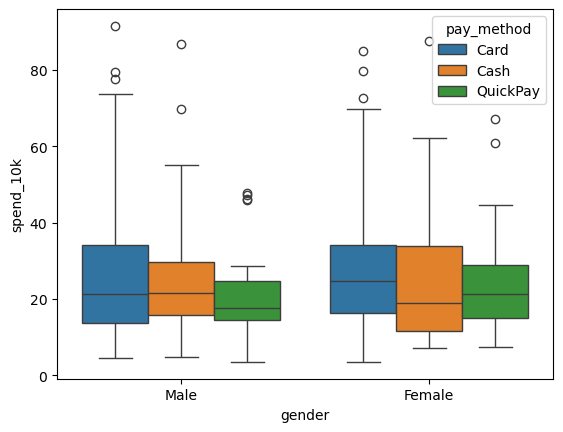 pay_method
Card
Cash
QuickPay
80
60
40
20
0
spend_10k
Male
Female
gender